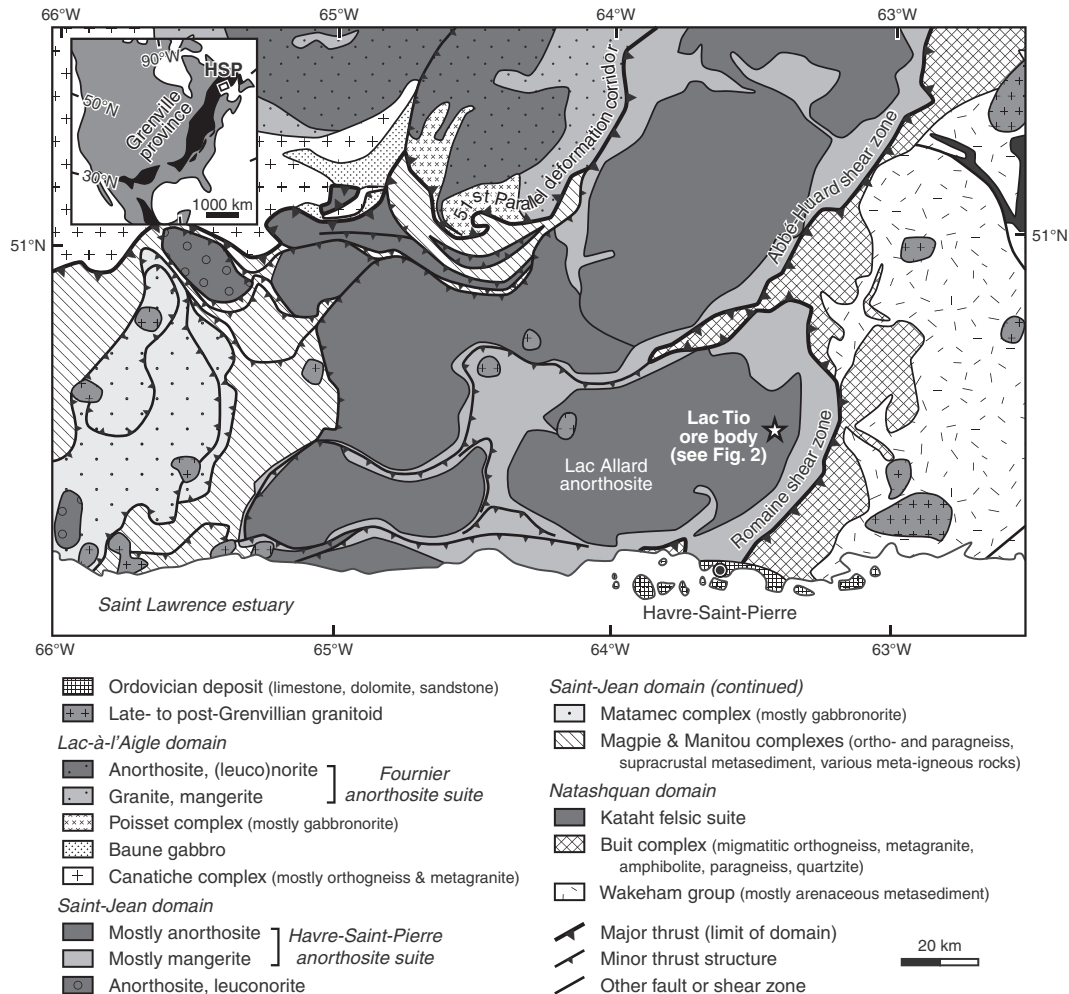 66°W 65°W 64°W 63°W
90°W
HSP
50°N
Grenville
province
30°N
1000 km
51st Parallel deformation corridor
Abbé-Huard shear zone
51°N 51°N
Lac Tio
ore body
(see Fig. 2)
Lac Allard
anorthosite
Romaine shear zone
Saint Lawrence estuary
Havre-Saint-Pierre
66°W 65°W 64°W 63°W
Ordovician deposit (limestone, dolomite, sandstone)
Late- to post-Grenvillian granitoid
Lac-à-l'Aigle domain
Anorthosite, (leuco)norite
Granite, mangerite
Fournier
anorthosite suite
Poisset complex (mostly gabbronorite)
Baune gabbro
Canatiche complex (mostly orthogneiss & metagranite)
Saint-Jean domain
Mostly anorthosite
Mostly mangerite
Havre-Saint-Pierre
anorthosite suite
Anorthosite, leuconorite
Saint-Jean domain (continued)
Matamec complex (mostly gabbronorite)
Magpie & Manitou complexes (ortho- and paragneiss,
supracrustal metasediment, various meta-igneous rocks)
Natashquan domain
Kataht felsic suite
Buit complex (migmatitic orthogneiss, metagranite,
amphibolite, paragneiss, quartzite)
Wakeham group (mostly arenaceous metasediment)
Major thrust (limit of domain)
Minor thrust structure
Other fault or shear zone
20 km